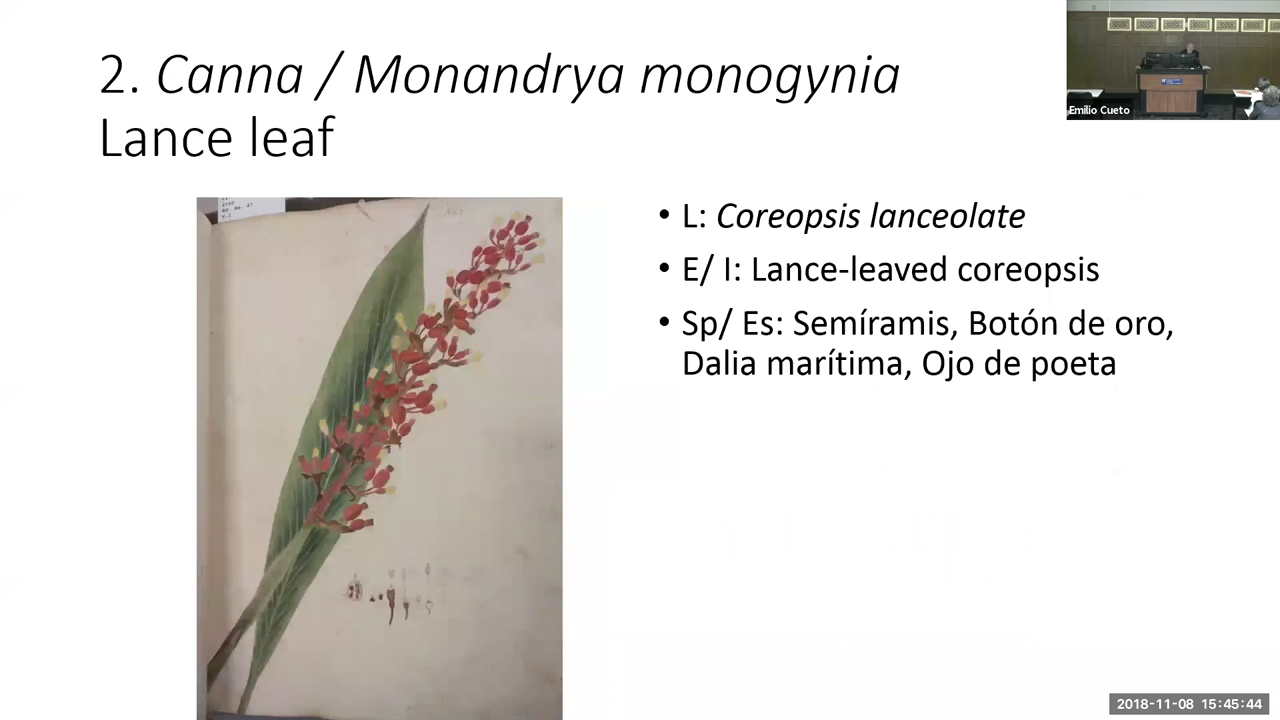 2. Canna / Monandrya monogynia
Lance leaf
Emilio Cueto
• L: Coreopsis lanceolate
• E/ I: Lance-leaved coreopsis
• Sp/ Es: Semíramis, Botón de oro,
Dalia marítima, Ojo de poeta
2018-11-08 15:45:44